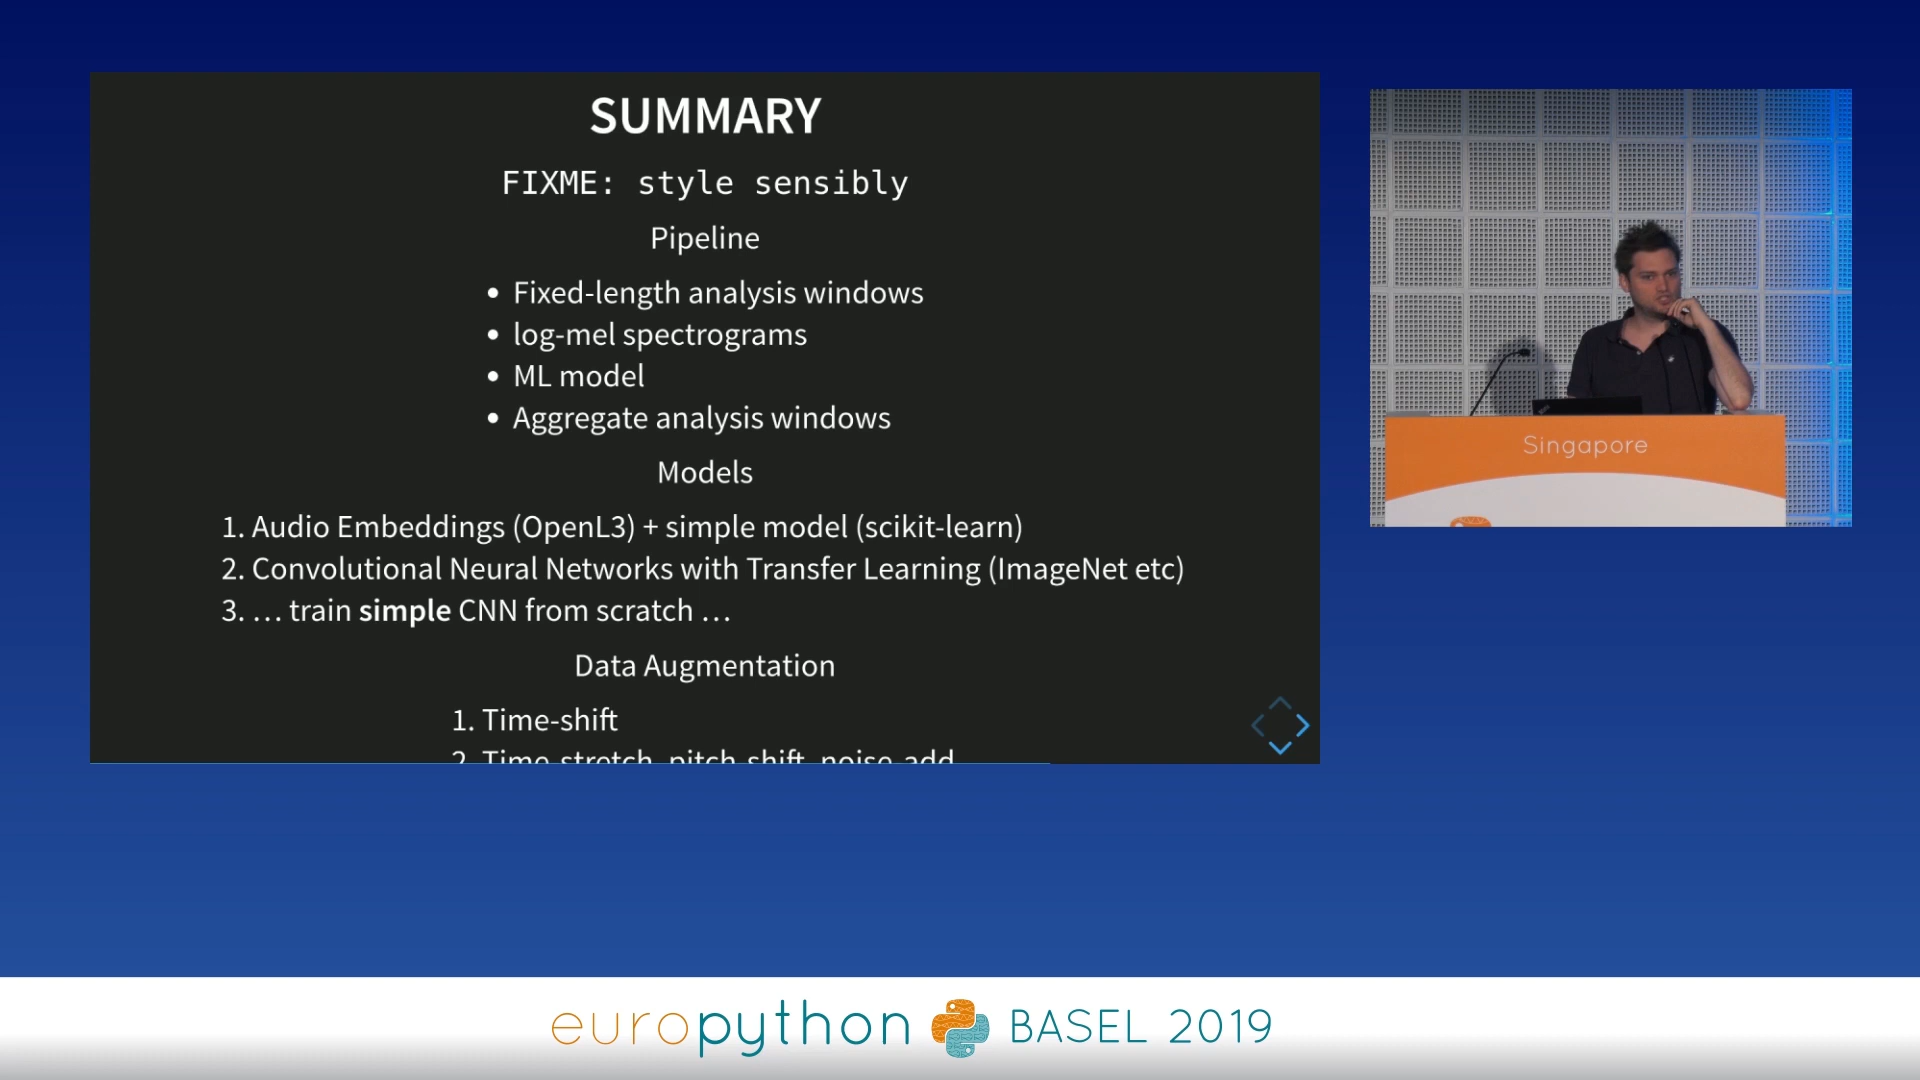 SUMMARY
FIXME: style sensibly
Pipeline
• Fixed-length analysis windows
• log-mel spectrograms
• ML model
• Aggregate analysis windows
Models
1. Audio Embeddings (OpenL3) + simple model (scikit-learn)
2. Convolutional Neural Networks with Transfer Learning (ImageNet etc)
3. … train simple CNN from scratch …
Data Augmentation
1. Time-shift
2. Time-stretch, pitch-shift, noise-add
Singapore
europython BASEL 2019